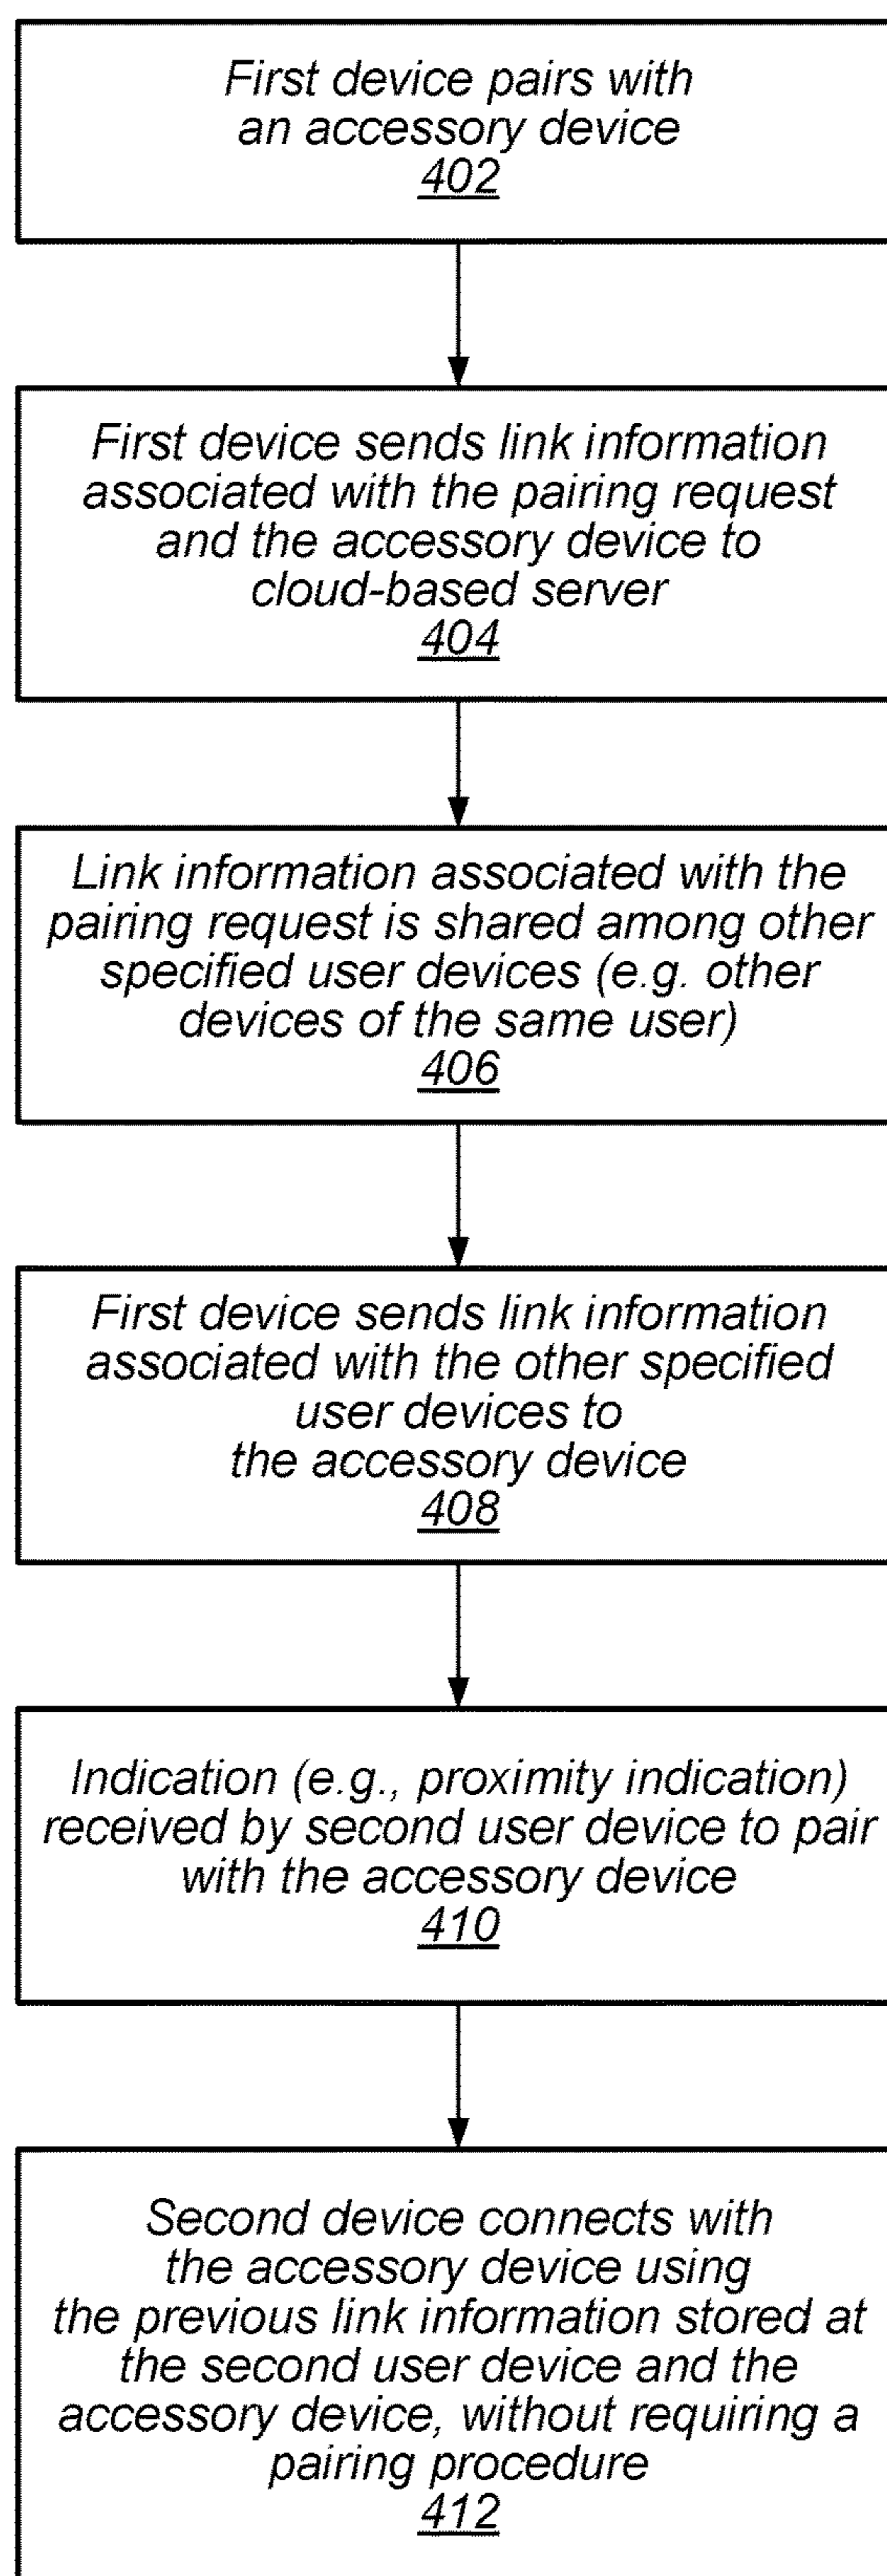 First device pairs with
an accessory device
402
First device sends link information
associated with the pairing request
and the accessory device to
cloud-based server
404
Link information associated with the
pairing request is shared among other
specified user devices (e.g. other
devices of the same user)
406
First device sends link information
associated with the other specified
user devices to
the accessory device
408
Indication (e.g., proximity indication)
received by second user device to pair
with the accessory device
410
Second device connects with
the accessory device using
the previous link information stored at
the second user device and the
accessory device, without requiring a
pairing procedure
412